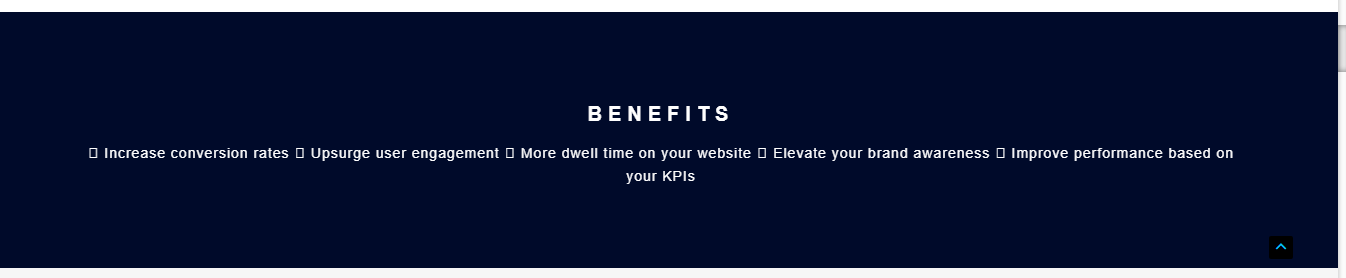 BENEFITS
▯ Increase conversion rates ▯ Upsurge user engagement ▯ More dwell time on your website ▯ Elevate your brand awareness ▯ Improve performance based on
your KPIs